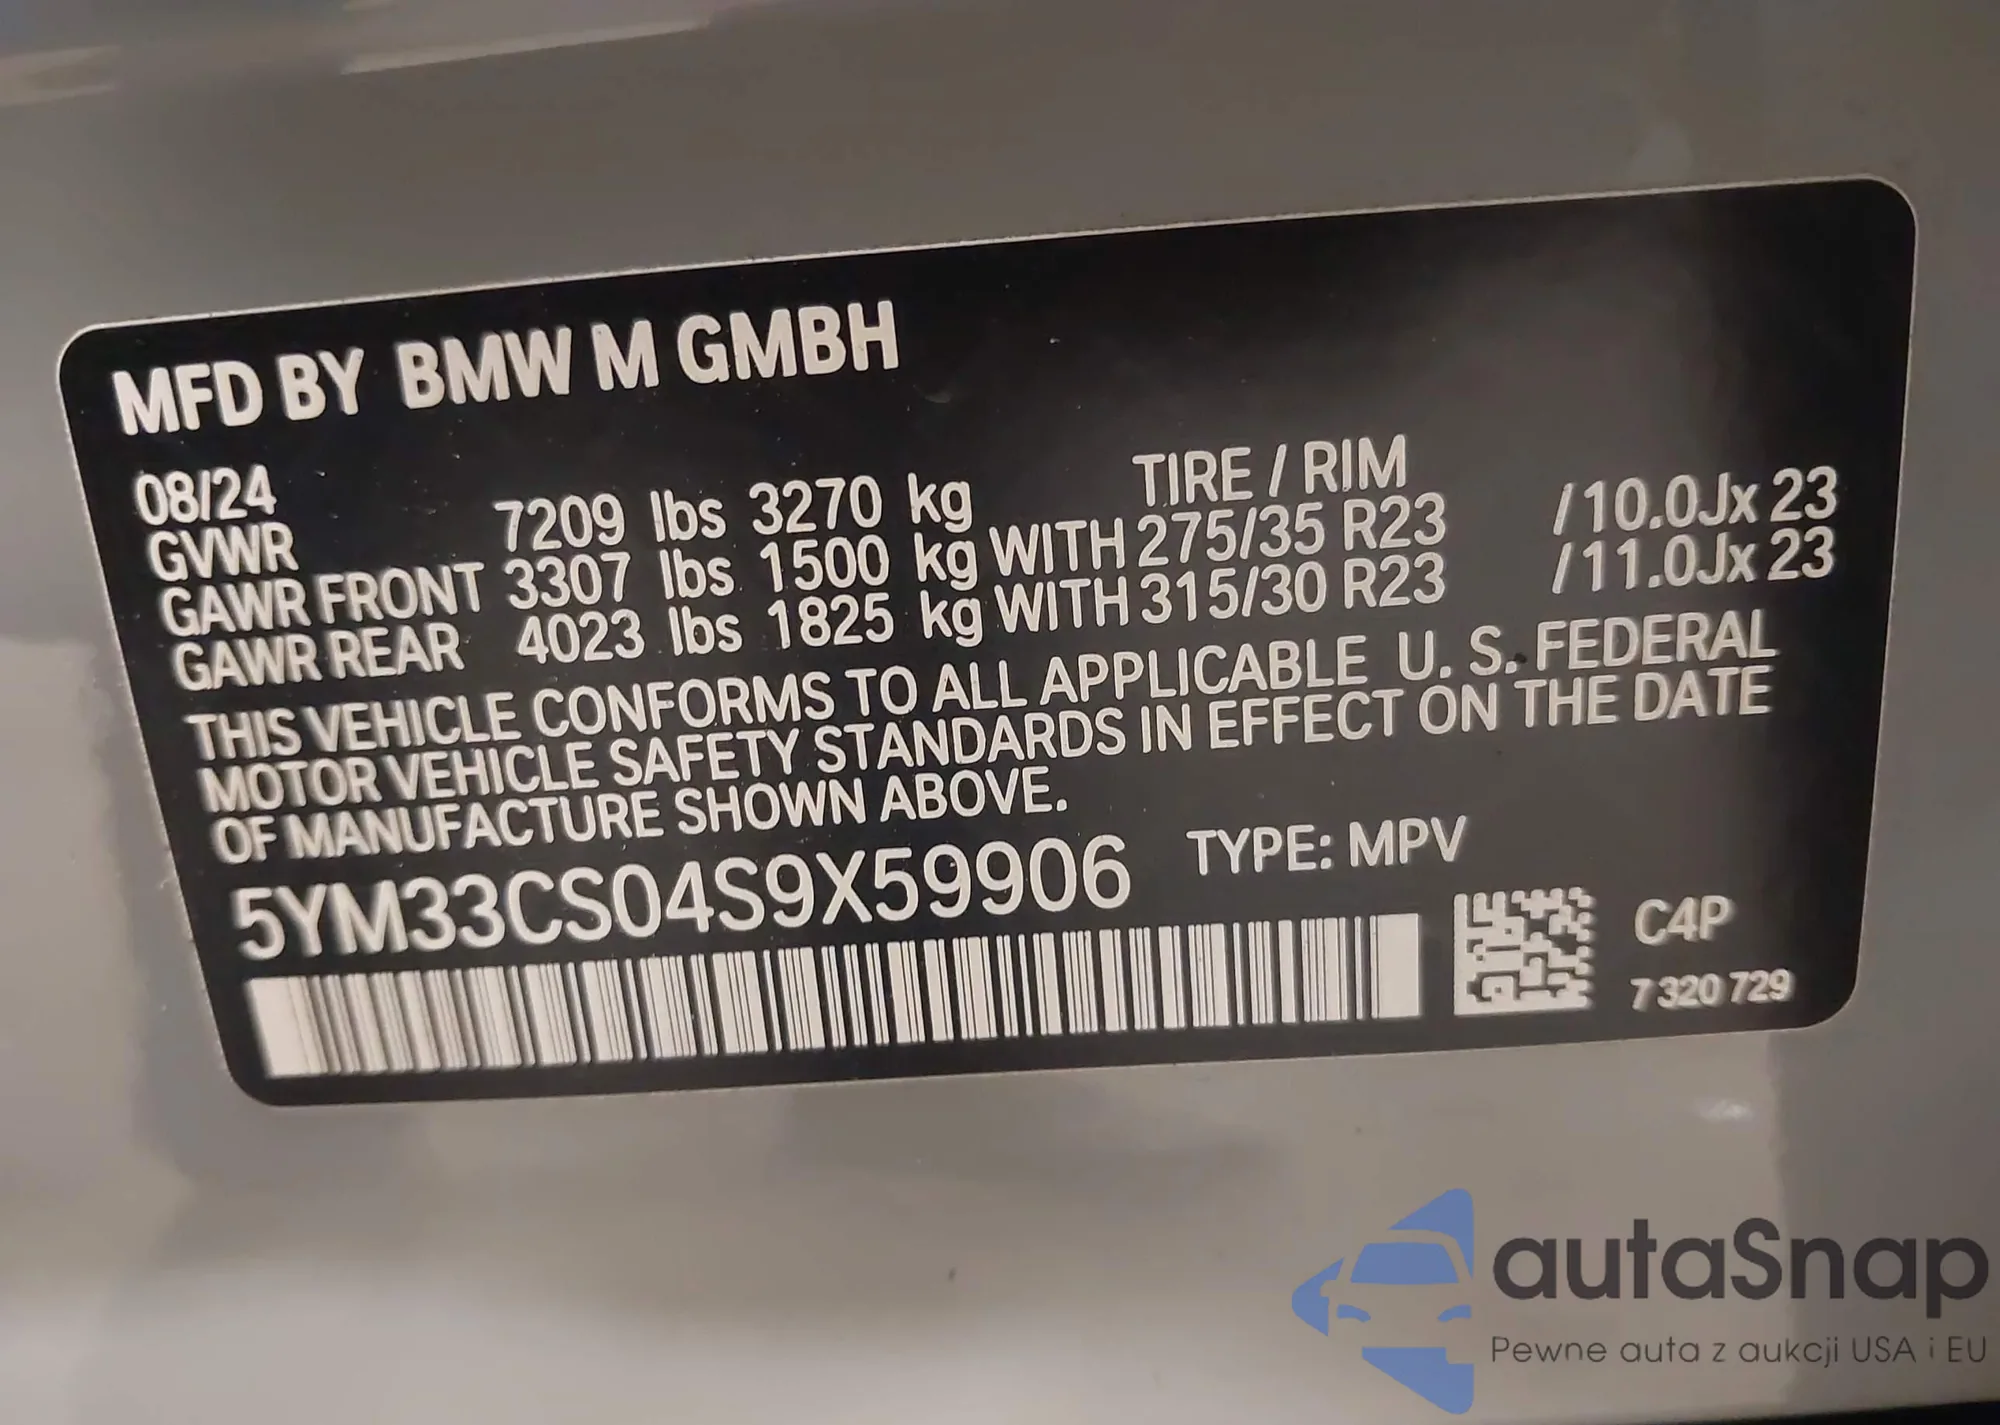 MFD BY BMW M GMBH
08/24 TIRE / RIM
GVWR 7209 lbs 3270 kg
GAWR FRONT 3307 lbs 1500 kg WITH 275/35 R23 /10.0Jx 23
GAWR REAR 4023 lbs 1825 kg WITH 315/30 R23 /11.0Jx 23
THIS VEHICLE CONFORMS TO ALL APPLICABLE U. S. FEDERAL
MOTOR VEHICLE SAFETY STANDARDS IN EFFECT ON THE DATE
OF MANUFACTURE SHOWN ABOVE.
5YM33CS04S9X59906 TYPE: MPV
C4P
7 320 729
autaSnap
Pewne auta z aukcji USA i EU